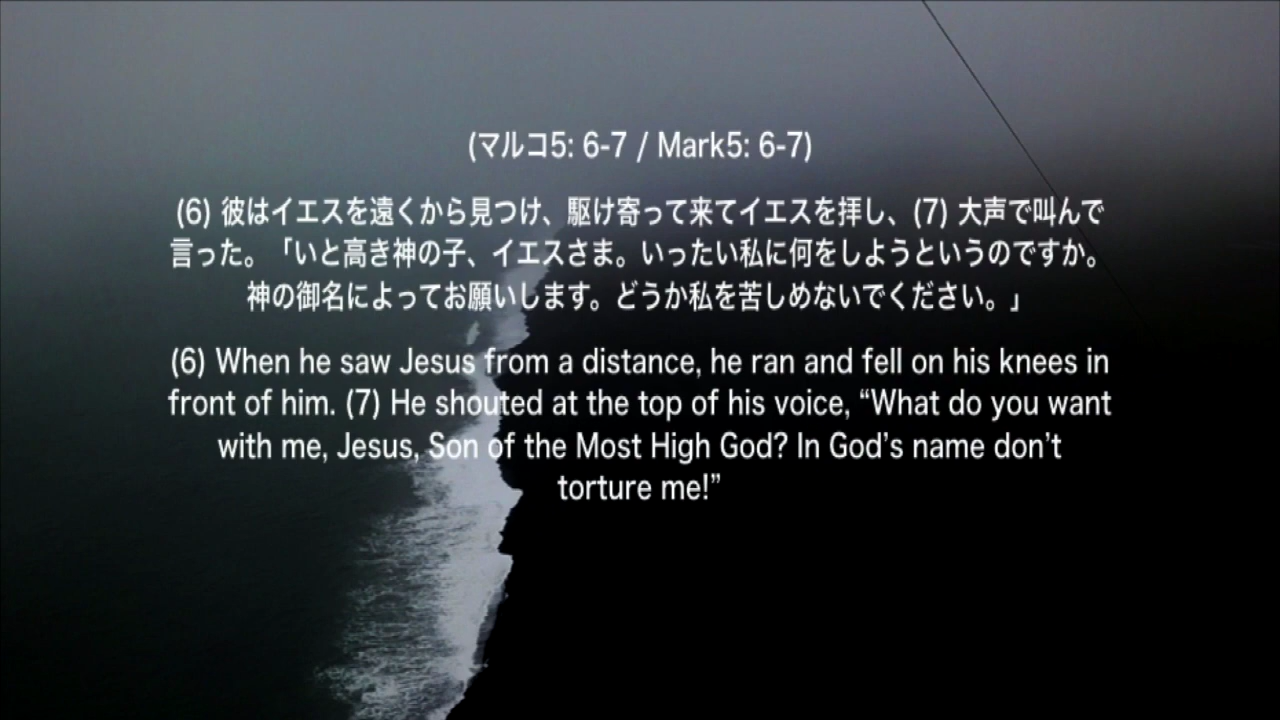 (マルコ5: 6-7 / Mark5: 6-7)
(6) 彼はイエスを遠くから見つけ、駆け寄って来てイエスを拝し、(7) 大声で叫んで
言った。「いと高き神の子、イエスさま。いったい私に何をしようというのですか。
神の御名によってお願いします。どうか私を苦しめないでください。」
(6) When he saw Jesus from a distance, he ran and fell on his knees in
front of him. (7) He shouted at the top of his voice, “What do you want
with me, Jesus, Son of the Most High God? In God’s name don’t
torture me!”